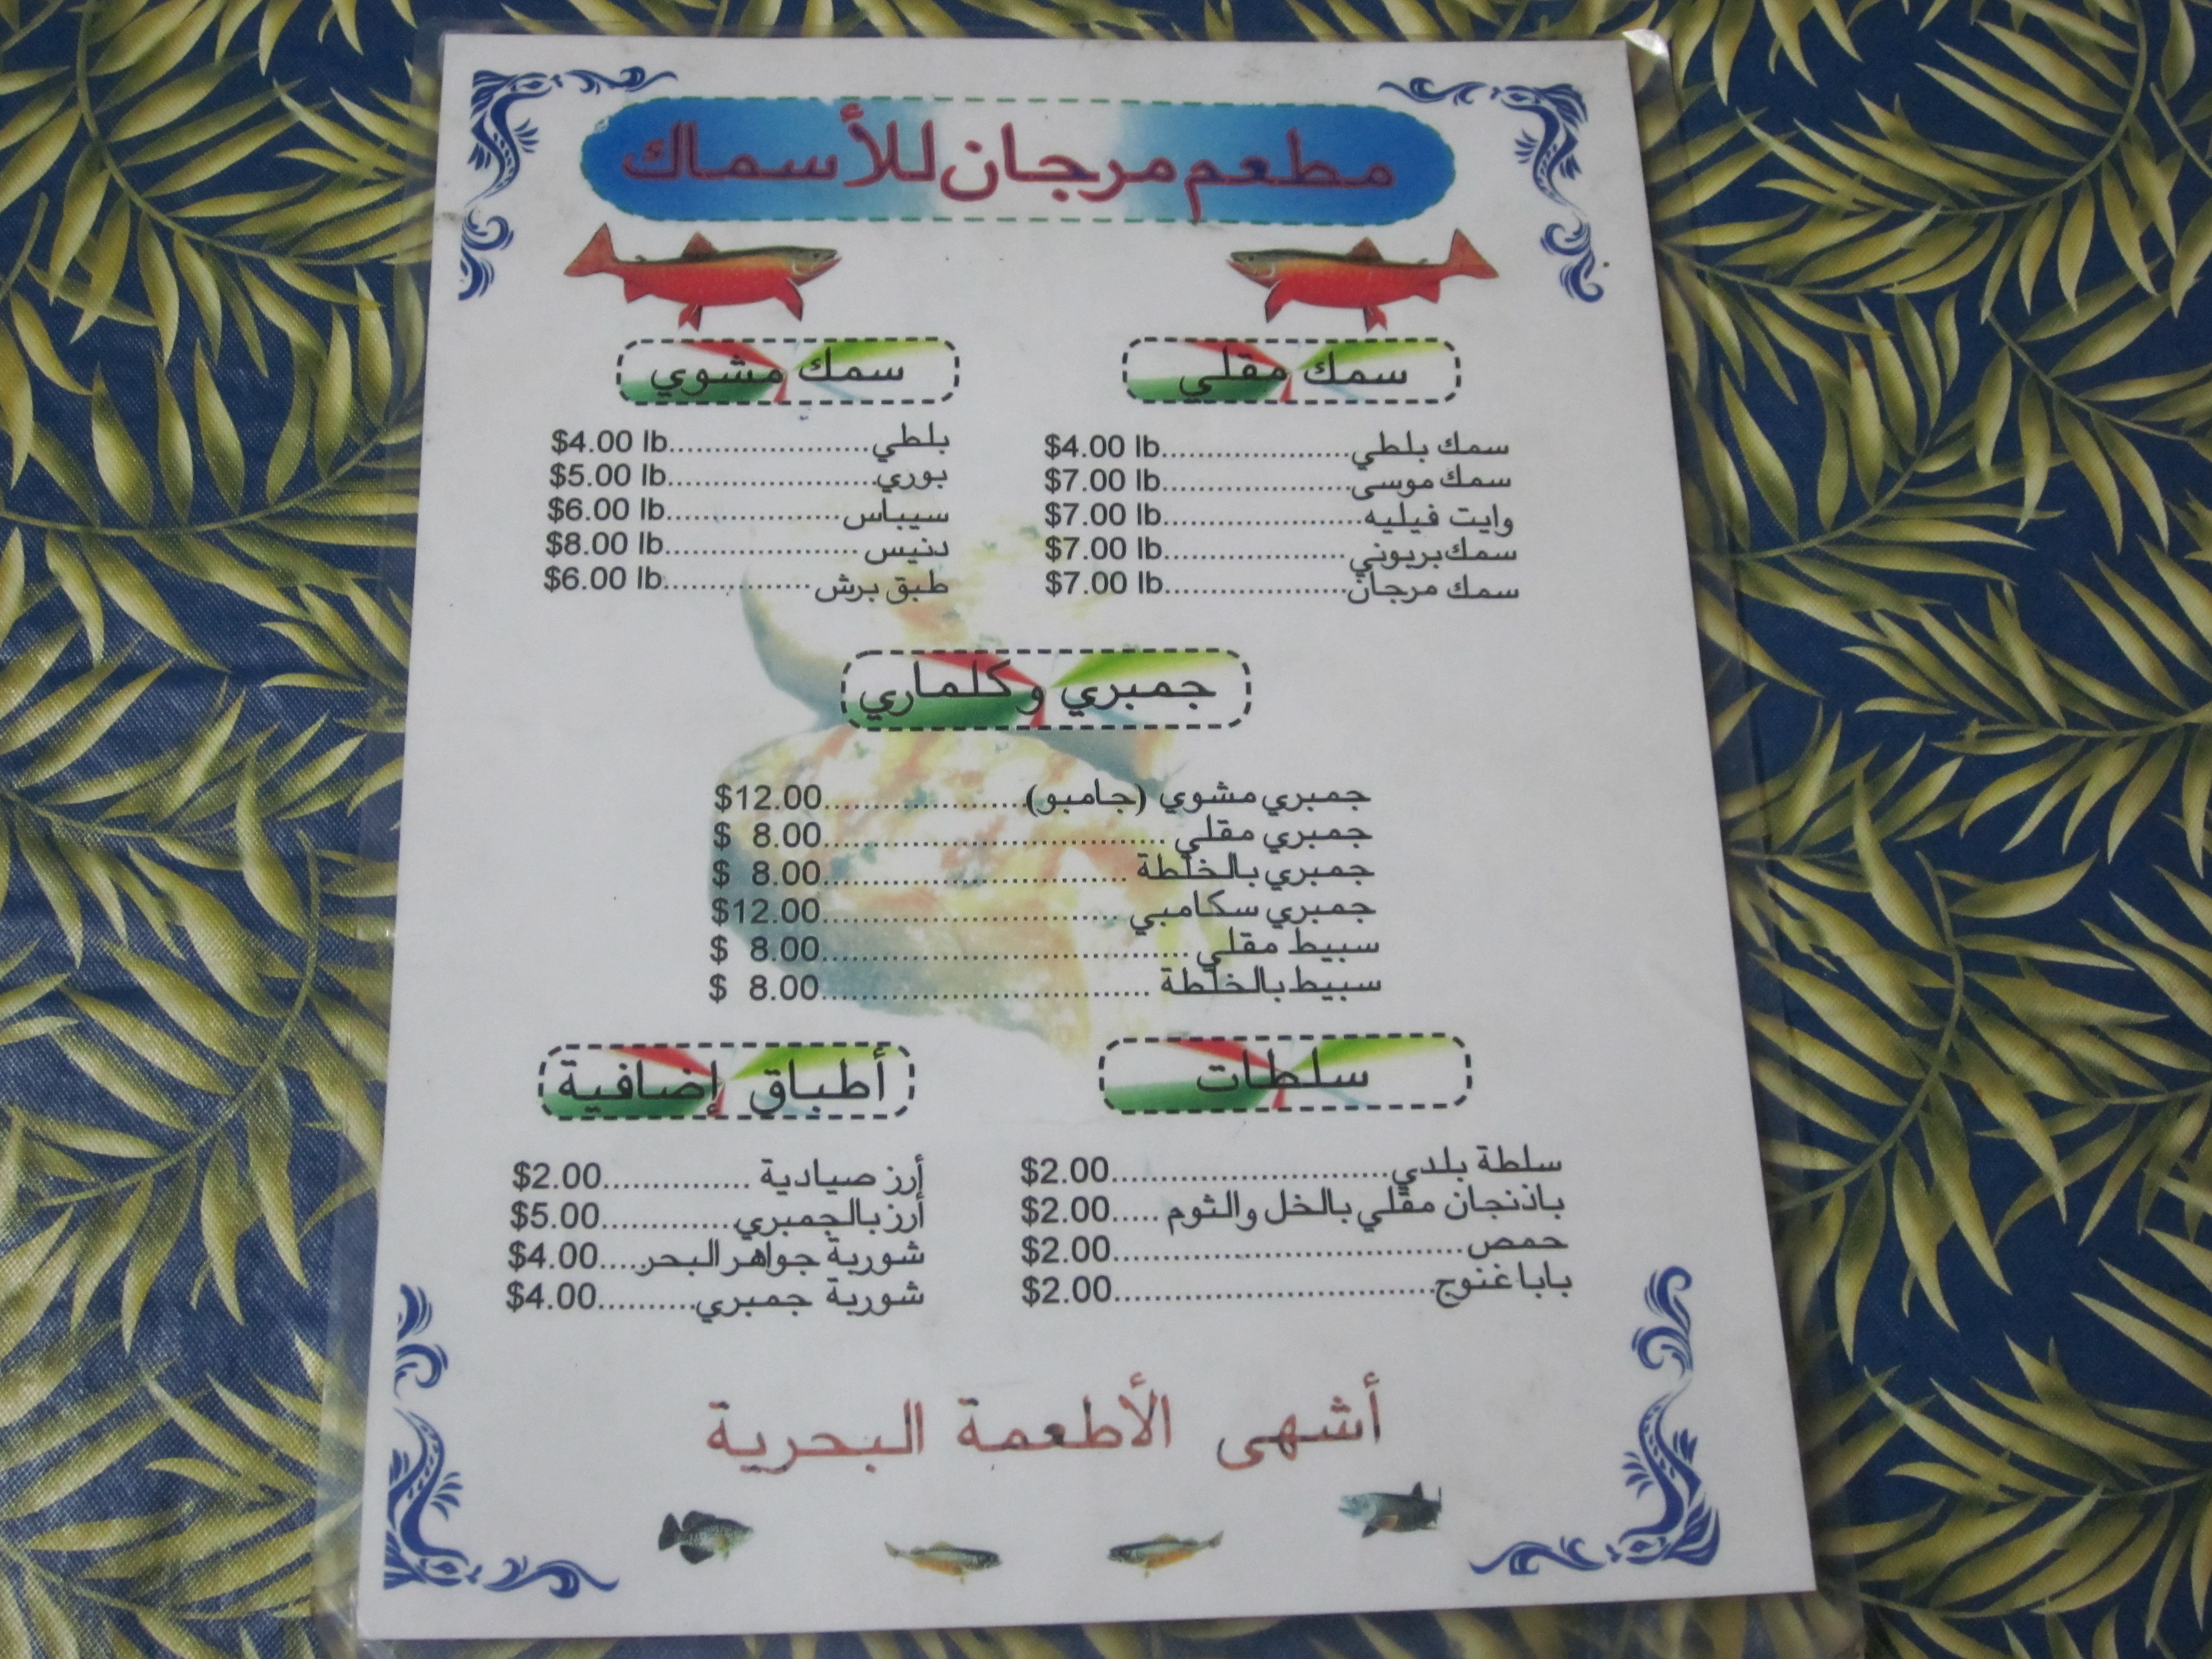 مطعم مرجان للأسماك
سمك مقلي
سمك بلطي....................$4.00 lb
سمك موسى....................$7.00 lb
وايت فيليه....................$7.00 lb
سمك بريوني....................$7.00 lb
سمك مرجان....................$7.00 lb
سمك مشوي
بلطي....................$4.00 lb
بوري....................$5.00 lb
سيباس....................$6.00 lb
دنيس....................$8.00 lb
طبق برش................$6.00 lb
جمبري وكلماري
جمبري مشوي (جامبو)....................$12.00
جمبري مقلي..............................$ 8.00
جمبري بالخلطة..............................$ 8.00
جمبري سكامبي..............................$12.00
سبيط مقلي..............................$ 8.00
سبيط بالخلطة..............................$ 8.00
سلطات
سلطة بلدي..............................$2.00
باذنجان مقلي بالخل والثوم.....$2.00
حمص..............................$2.00
بابا غنوج..............................$2.00
أطباق إضافية
أرز صيادية...............$2.00
أرز بالجمبري.............$5.00
شوربة جواهر البحر....$4.00
شوربة جمبري..........$4.00
أشهى الأطعمة البحرية